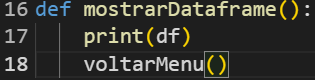 16 def mostrarDataframe():
17 print(df)
18 voltarMenu()